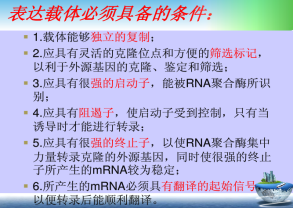 表达载体必须具备的条件：
1.载体能够独立的复制；
2.应具有灵活的克隆位点和方便的筛选标记，
以利于外源基因的克隆、鉴定和筛选；
3.应具有很强的启动子，能被RNA聚合酶所识
别；
4.应具有阻遏子，使启动子受到控制，只有当
诱导时才能进行转录；
5.应具有很强的终止子，以使RNA聚合酶集中
力量转录克隆的外源基因，同时使很强的终止
子所产生的mRNA较为稳定；
6.所产生的mRNA必须具有翻译的起始信号，
以便转录后能顺利翻译。